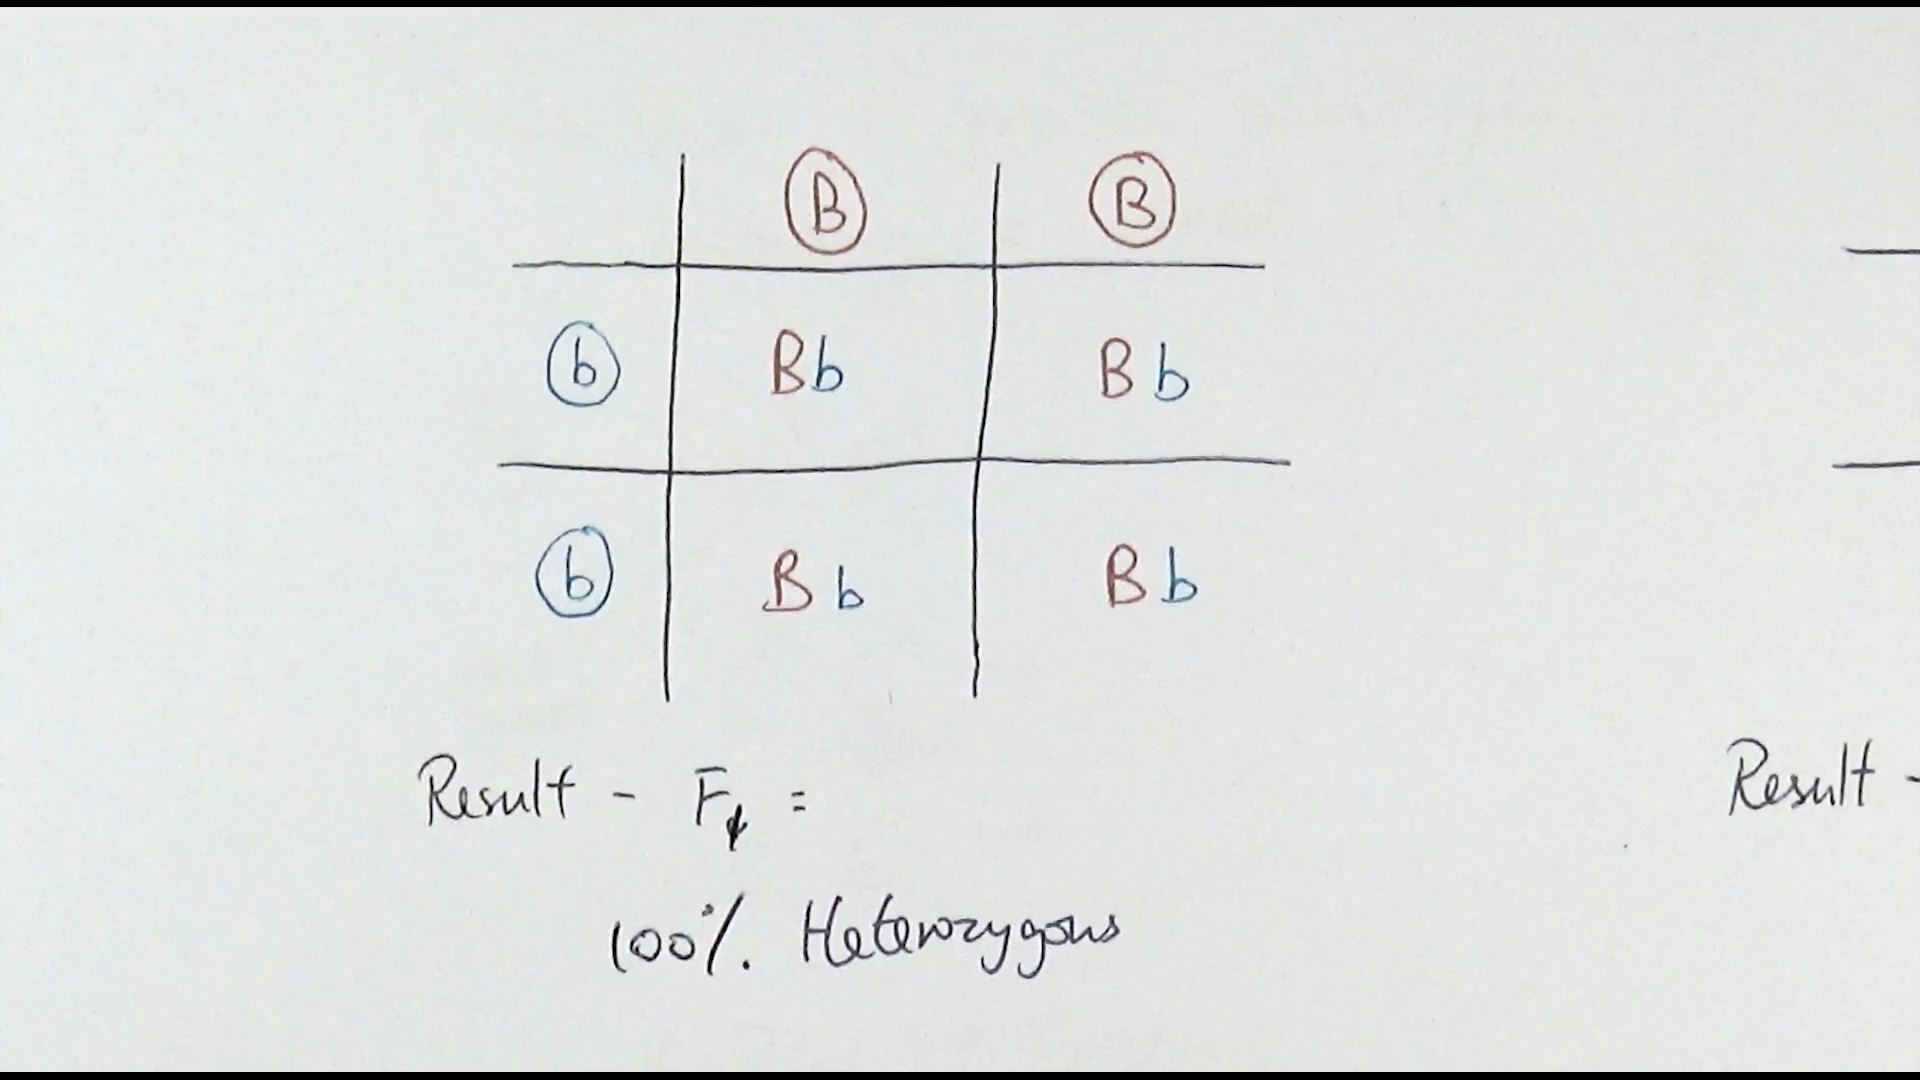 B B
b Bb Bb
b Bb Bb
Result - F₁ =
Result -
100% Heterozygous